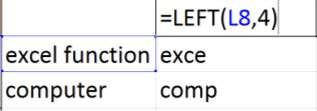 =LEFT(L8,4)
excel function exce
computer comp